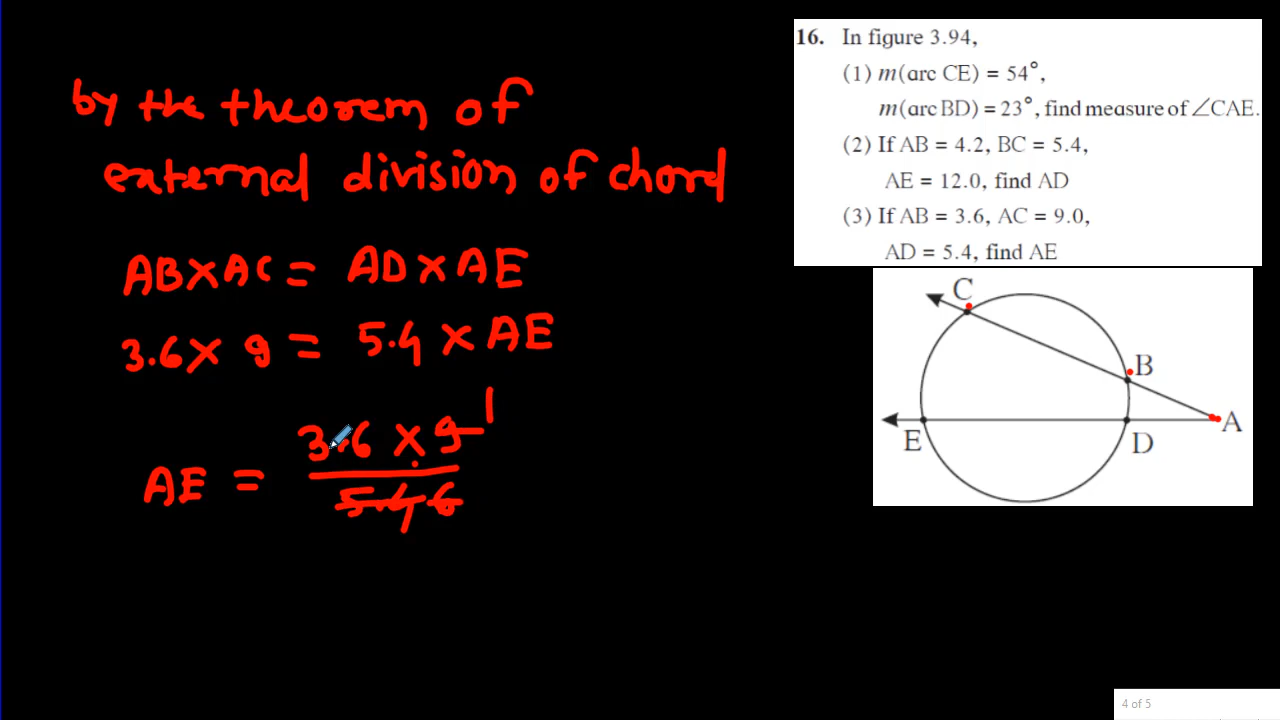 by the theorem of
external division of chord
AB×AC = AD×AE
3.6 × 9 = 5.4 × AE
3.6 × 9 1
AE =
5.4 6
16. In figure 3.94,
(1) m(arc CE) = 54°,
m(arc BD) = 23°, find measure of ∠CAE.
(2) If AB = 4.2, BC = 5.4,
AE = 12.0, find AD
(3) If AB = 3.6, AC = 9.0,
AD = 5.4, find AE
C
B
A
E
D
4 of 5